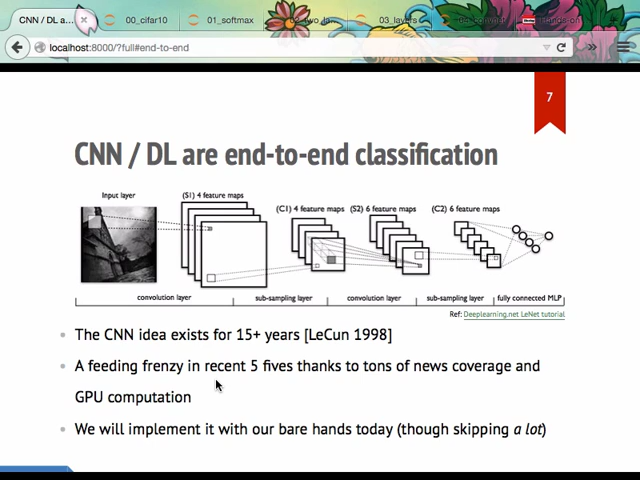 CNN / DL a...
00_cifar10
01_softmax
03_layers
localhost:8000/?full#end-to-end
7
CNN / DL are end-to-end classification
Input layer
(S1) 4 feature maps
(C1) 4 feature maps
(S2) 6 feature maps
(C2) 6 feature maps
convolution layer
sub-sampling layer
convolution layer
sub-sampling layer
fully connected MLP
Ref: Deeplearning.net LeNet tutorial
The CNN idea exists for 15+ years [LeCun 1998]
A feeding frenzy in recent 5 fives thanks to tons of news coverage and
GPU computation
We will implement it with our bare hands today (though skipping a lot)